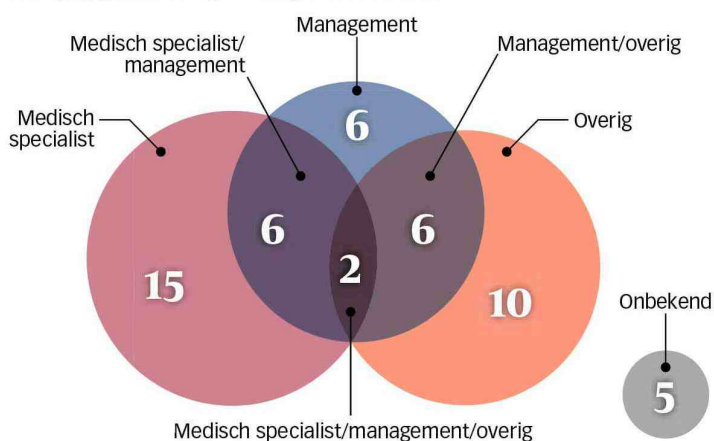 Management
Medisch specialist/
management
Management/overig
Medisch
specialist
Overig
6
6
6
2
15
10
Onbekend
5
Medisch specialist/management/overig